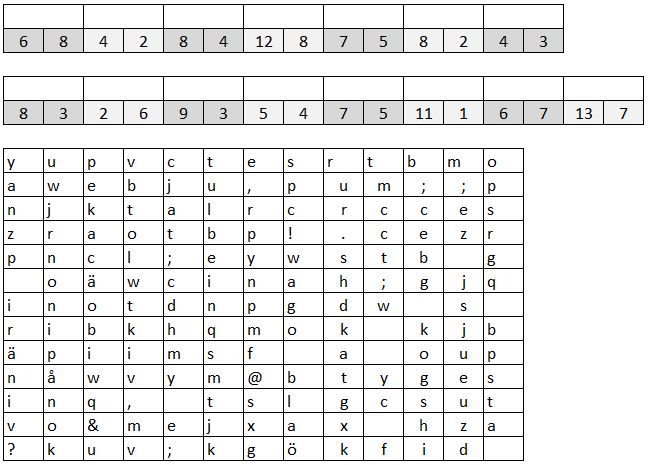 6 8 4 2 8 4 12 8 7 5 8 2 4 3
8 3 2 6 9 3 5 4 7 5 11 1 6 7 13 7
y u p v c t e s r t b m o
a w e b j u , p u m ; ; p
n j k t a l r c r c c e s
z r a o t b p ! . c e z r
p n c l ; e y w s t b g
o ä w c i n a h ; g j q
i n o t d n p g d w s
r i b k h q m o k k j b
ä p i i m s f a o u p
n å w v y m @ b t y g e s
i n q , t s l g c s u t
v o & m e j x a x h z a
? k u v ; k g ö k f i d